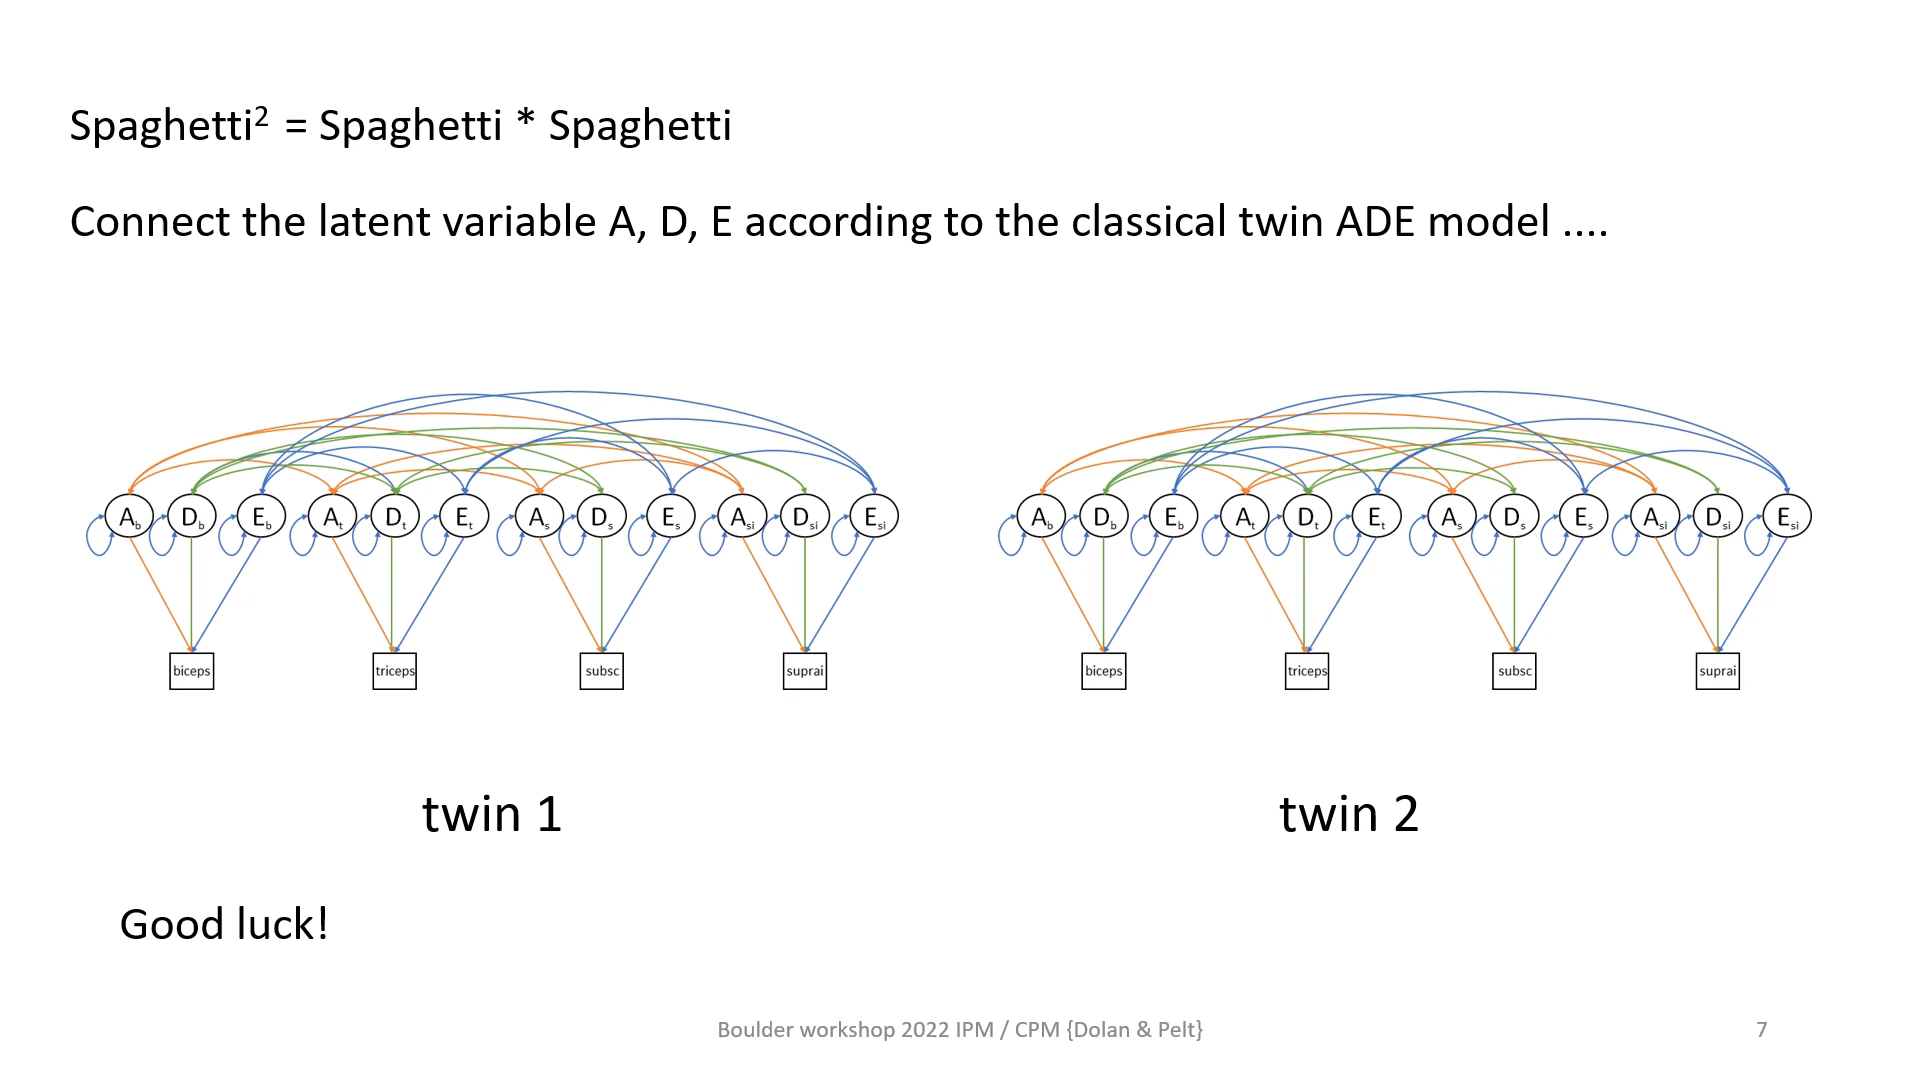 Spaghetti² = Spaghetti * Spaghetti
Connect the latent variable A, D, E according to the classical twin ADE model ....
A_b D_b E_b A_t D_t E_t A_s D_s E_s A_si D_si E_si A_b D_b E_b A_t D_t E_t A_s D_s E_s A_si D_si E_si
biceps triceps subsc suprai biceps triceps subsc suprai
twin 1 twin 2
Good luck!
Boulder workshop 2022 IPM / CPM {Dolan & Pelt} 7